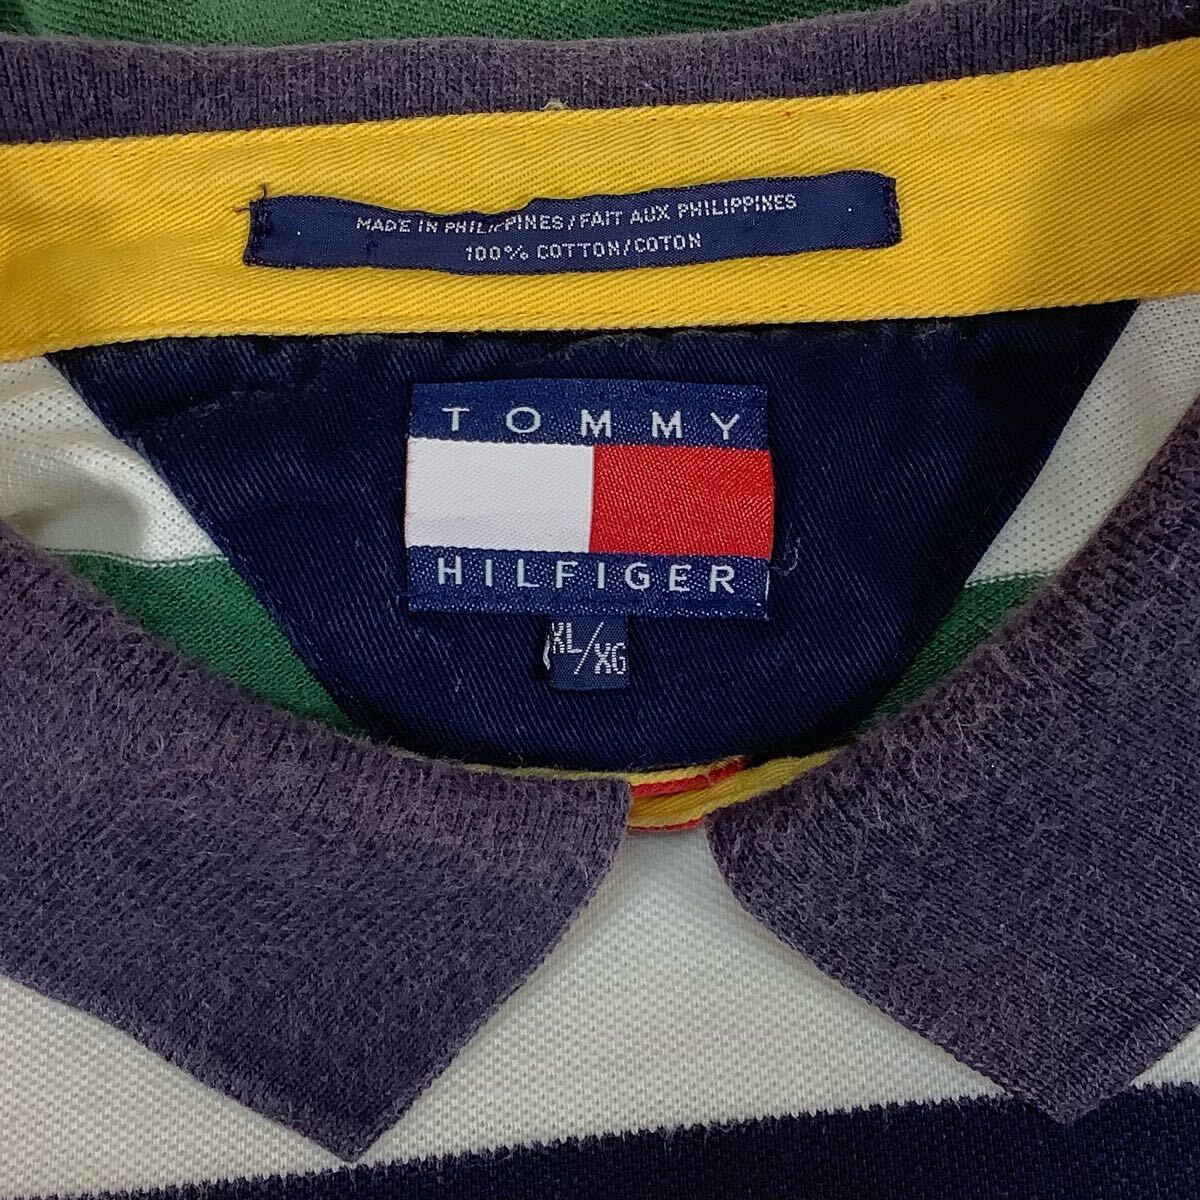 MADE IN PHILIPPINES/FAIT AUX PHILIPPINES
100% COTTON/COTON
TOMMY
HILFIGER
XL/XG